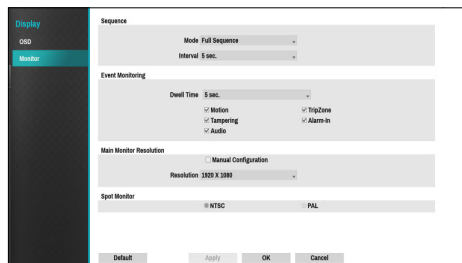 Display
OSD
Monitor
Sequence
Mode Full Sequence
Interval 5 sec.
Event Monitoring
Dwell Time 5 sec.
Motion TripZone
Tampering Alarm-In
Audio
Main Monitor Resolution
Manual Configuration
Resolution 1920 X 1080
Spot Monitor
NTSC PAL
Default Apply OK Cancel